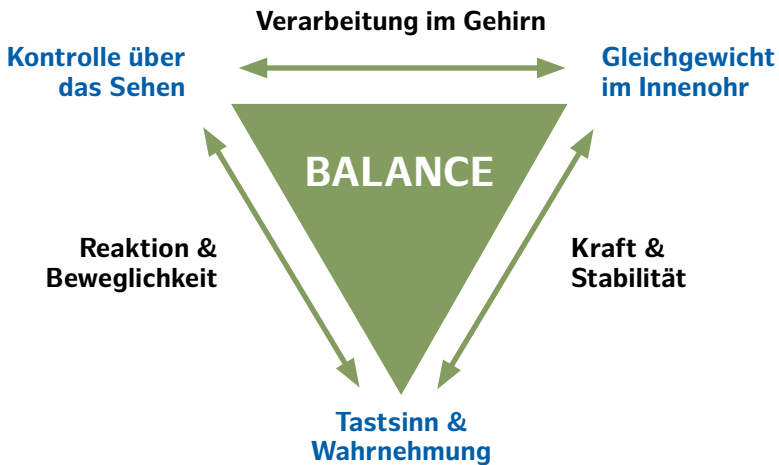 Verarbeitung im Gehirn
Kontrolle über
das Sehen
Gleichgewicht
im Innenohr
BALANCE
Reaktion &
Beweglichkeit
Kraft &
Stabilität
Tastsinn &
Wahrnehmung